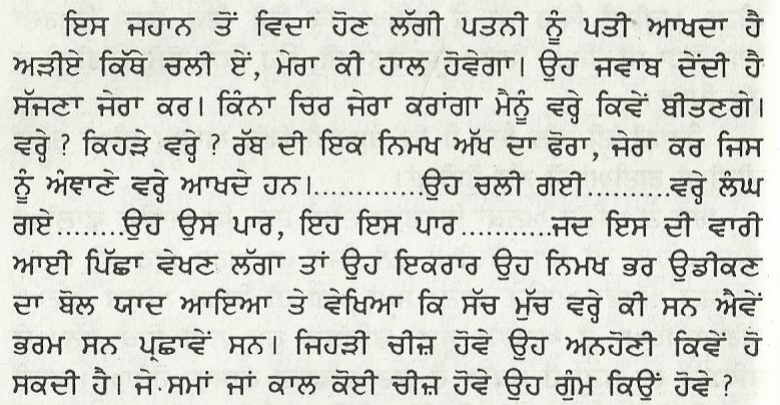 ਇਸ ਜਹਾਨ ਤੋਂ ਵਿਦਾ ਹੋਣ ਲੱਗੀ ਪਤਨੀ ਨੂੰ ਪਤੀ ਆਖਦਾ ਹੈ
ਅੜੀਏ ਕਿੱਥੇ ਚਲੀ ਏਂ, ਮੇਰਾ ਕੀ ਹਾਲ ਹੋਵੇਗਾ। ਉਹ ਜਵਾਬ ਦੇਂਦੀ ਹੈ
ਸੱਜਣਾ ਜੇਰਾ ਕਰ। ਕਿੰਨਾ ਚਿਰ ਜੇਰਾ ਕਰਾਂਗਾ ਮੈਨੂੰ ਵਰ੍ਹੇ ਕਿਵੇਂ ਬੀਤਣਗੇ।
ਵਰ੍ਹੇ ? ਕਿਹੜੇ ਵਰ੍ਹੇ ? ਰੱਬ ਦੀ ਇਕ ਨਿਮਖ ਅੱਖ ਦਾ ਫੋਰਾ, ਜੇਰਾ ਕਰ ਜਿਸ
ਨੂੰ ਅੰਞਾਣੇ ਵਰ੍ਹੇ ਆਖਦੇ ਹਨ।............ਉਹ ਚਲੀ ਗਈ.........ਵਰ੍ਹੇ ਲੰਘ
ਗਏ........ਉਹ ਉਸ ਪਾਰ, ਇਹ ਇਸ ਪਾਰ...........ਜਦ ਇਸ ਦੀ ਵਾਰੀ
ਆਈ ਪਿੱਛਾ ਵੇਖਣ ਲੱਗਾ ਤਾਂ ਉਹ ਇਕਰਾਰ ਉਹ ਨਿਮਖ ਭਰ ਉਡੀਕਣ
ਦਾ ਬੋਲ ਯਾਦ ਆਇਆ ਤੇ ਵੇਖਿਆ ਕਿ ਸੱਚ ਮੁੱਚ ਵਰ੍ਹੇ ਕੀ ਸਨ ਐਵੇਂ
ਭਰਮ ਸਨ ਪ੍ਰਛਾਵੇਂ ਸਨ। ਜਿਹੜੀ ਚੀਜ਼ ਹੋਵੇ ਉਹ ਅਨਹੋਣੀ ਕਿਵੇਂ ਹੋ
ਸਕਦੀ ਹੈ। ਜੇ ਸਮਾਂ ਜਾਂ ਕਾਲ ਕੋਈ ਚੀਜ਼ ਹੋਵੇ ਉਹ ਗੁੰਮ ਕਿਉਂ ਹੋਵੇ ?